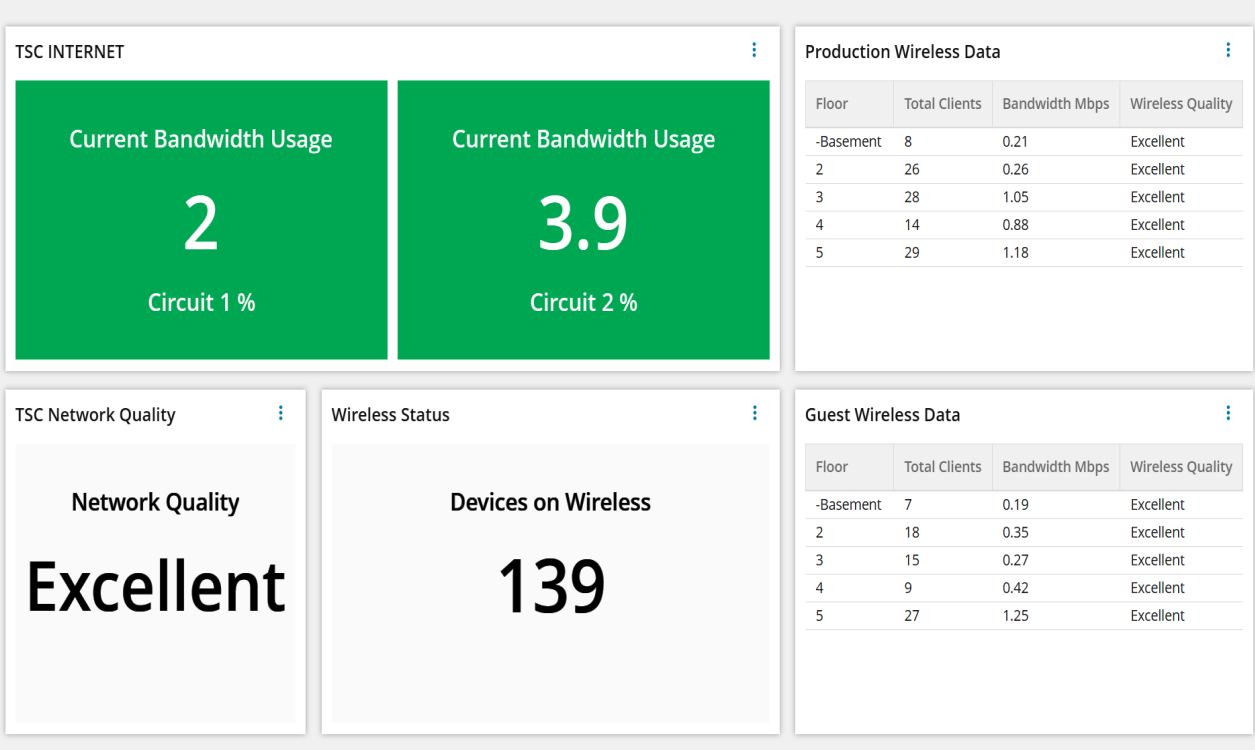 TSC INTERNET
Current Bandwidth Usage
2
Circuit 1 %
Current Bandwidth Usage
3.9
Circuit 2 %
Production Wireless Data
Floor Total Clients Bandwidth Mbps Wireless Quality
-Basement 8 0.21 Excellent
2 26 0.26 Excellent
3 28 1.05 Excellent
4 14 0.88 Excellent
5 29 1.18 Excellent
TSC Network Quality
Network Quality
Excellent
Wireless Status
Devices on Wireless
139
Guest Wireless Data
Floor Total Clients Bandwidth Mbps Wireless Quality
-Basement 7 0.19 Excellent
2 18 0.35 Excellent
3 15 0.27 Excellent
4 9 0.42 Excellent
5 27 1.25 Excellent